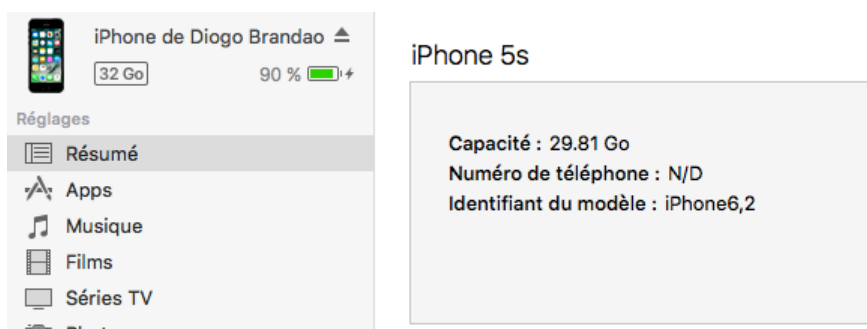 iPhone de Diogo Brandao
32 Go
90 %
Réglages
Résumé
Apps
Musique
Films
Séries TV
iPhone 5s
Capacité : 29.81 Go
Numéro de téléphone : N/D
Identifiant du modèle : iPhone6,2